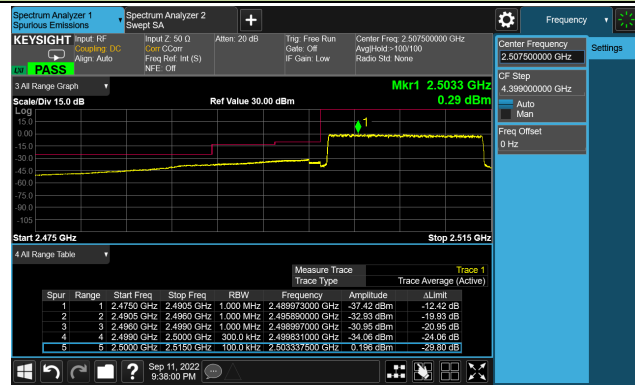 Spectrum Analyzer 1
Spurious Emissions
Spectrum Analyzer 2
Swept SA
Frequency
KEYSIGHT
Input: RF
Coupling: DC
Align: Auto
Input Z: 50 Ω
Corr CCorr
Freq Ref: Int (S)
NFE: Off
Atten: 20 dB
Trig: Free Run
Gate: Off
IF Gain: Low
Center Freq: 2.507500000 GHz
Avg|Hold:>100/100
Radio Std: None
PASS
Center Frequency
2.507500000 GHz
Settings
CF Step
4.399000000 GHz
Auto
Man
Freq Offset
0 Hz
3 All Range Graph
Mkr1 2.5033 GHz
0.29 dBm
Scale/Div 15.0 dB
Ref Value 30.00 dBm
Log
15.0
0.00
-15.0
-30.0
-45.0
-60.0
-75.0
-90.0
-105
1
Start 2.475 GHz
Stop 2.515 GHz
4 All Range Table
Measure Trace Trace 1
Trace Type Trace Average (Active)
Spur Range Start Freq Stop Freq RBW Frequency Amplitude ΔLimit
1 1 2.4750 GHz 2.4905 GHz 1.000 MHz 2.489973000 GHz -37.42 dBm -12.42 dB
2 2 2.4905 GHz 2.4960 GHz 1.000 MHz 2.495890000 GHz -32.93 dBm -19.93 dB
3 3 2.4960 GHz 2.4990 GHz 1.000 MHz 2.498997000 GHz -30.95 dBm -20.95 dB
4 4 2.4990 GHz 2.5000 GHz 300.0 kHz 2.499831000 GHz -34.06 dBm -24.06 dB
5 5 2.5000 GHz 2.5150 GHz 100.0 kHz 2.503337500 GHz 0.196 dBm -29.80 dB
Sep 11, 2022
9:38:00 PM